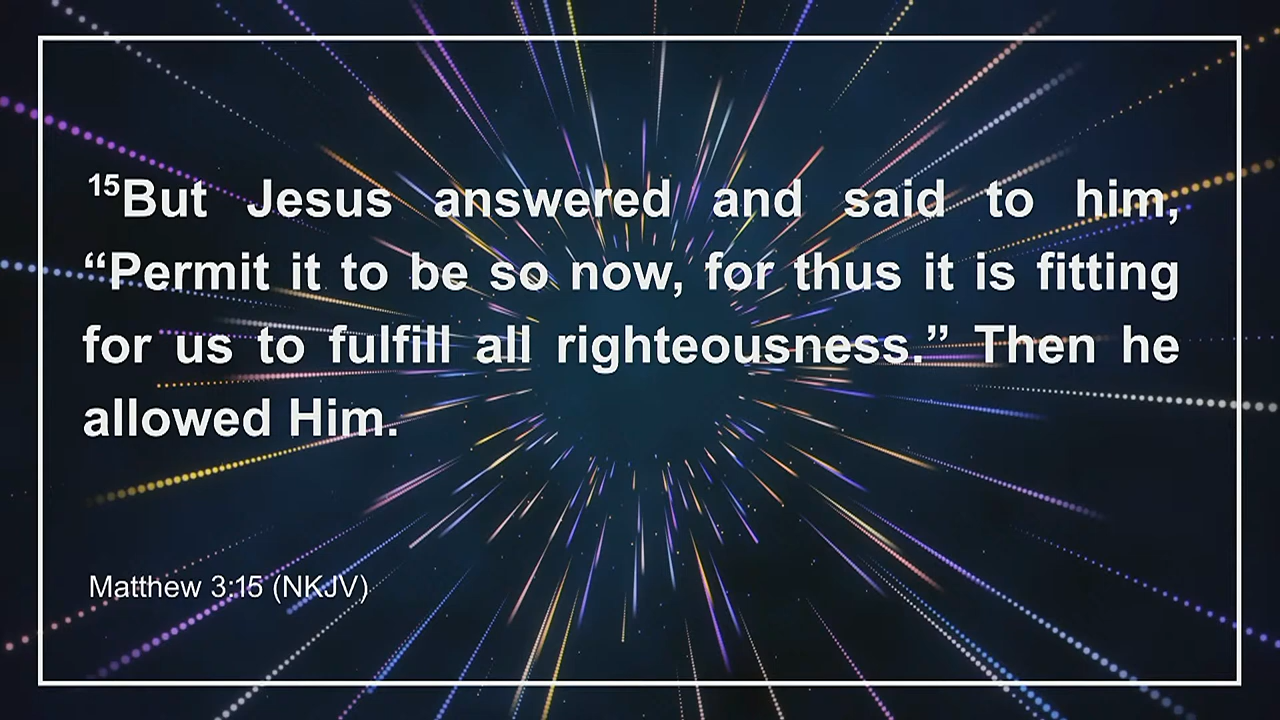 15But Jesus answered and said to him,
“Permit it to be so now, for thus it is fitting
for us to fulfill all righteousness.” Then he
allowed Him.
Matthew 3:15 (NKJV)